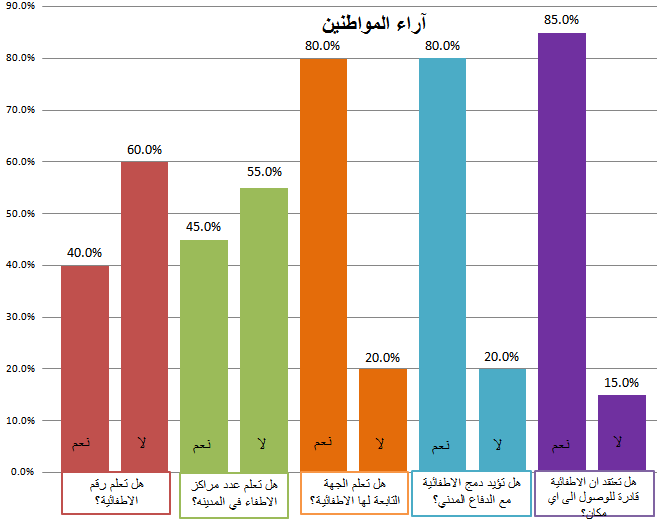 آراء المواطنين
90.0%
80.0%
70.0%
60.0%
50.0%
40.0%
30.0%
20.0%
10.0%
0.0%
40.0%
60.0%
45.0%
55.0%
80.0%
20.0%
80.0%
20.0%
85.0%
15.0%
نعم
لا
نعم
لا
نعم
لا
نعم
لا
نعم
لا
هل تعلم رقم
الاطفائية؟
هل تعلم عدد مراكز
الاطفاء في المدينه؟
هل تعلم الجهة
التابعة لها الاطفائية؟
هل تؤيد دمج الاطفائية
مع الدفاع المدني؟
هل تعتقد ان الاطفائية
قادرة للوصول الى اي
مكان؟